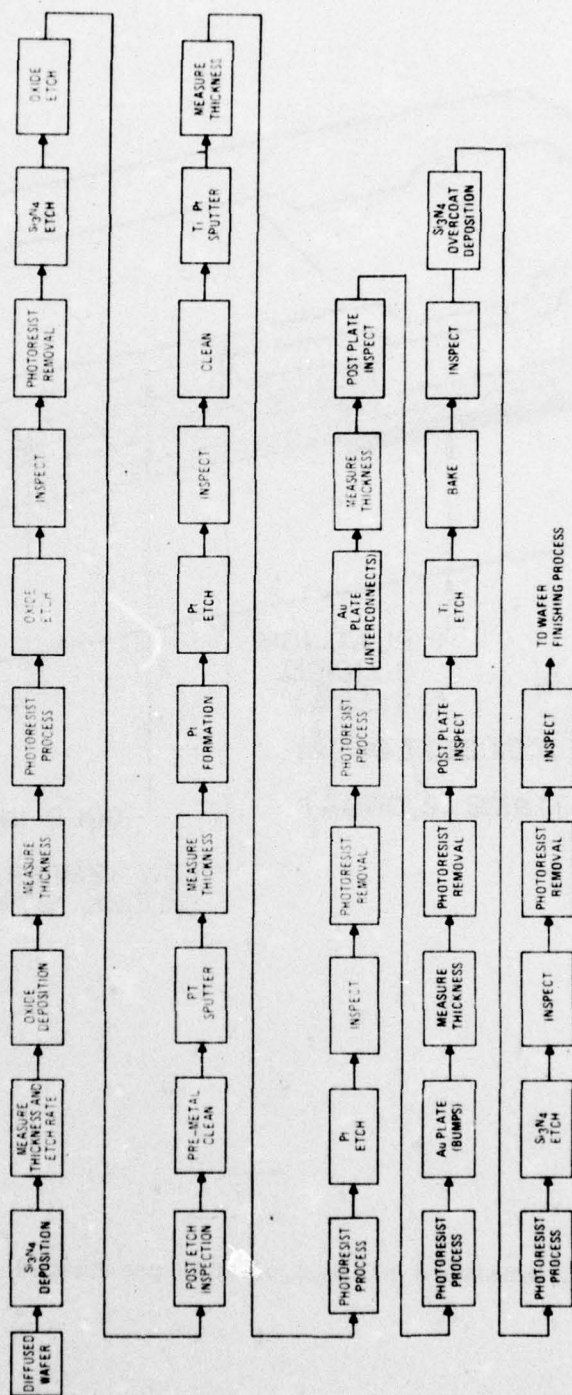 DIFFUSED
WAFER
Si3N4
DEPOSITION
MEASURE
THICKNESS AND
ETCH RATE
OXIDE
DEPOSITION
MEASURE
THICKNESS
PHOTORESIST
PROCESS
OXIDE
ETCH
INSPECT
PHOTORESIST
REMOVAL
Si3N4
ETCH
OXIDE
ETCH
POST ETCH
INSPECTION
PRE-METAL
CLEAN
PT
SPUTTER
MEASURE
THICKNESS
Pt
FORMATION
Pt
ETCH
INSPECT
CLEAN
Ti Pt
SPUTTER
MEASURE
THICKNESS
PHOTORESIST
PROCESS
Pt
ETCH
INSPECT
PHOTORESIST
REMOVAL
PHOTORESIST
PROCESS
Au
PLATE
(INTERCONNECTS)
MEASURE
THICKNESS
POST PLATE
INSPECT
PHOTORESIST
PROCESS
Au PLATE
(BUMPS)
MEASURE
THICKNESS
PHOTORESIST
REMOVAL
POST PLATE
INSPECT
Ti
ETCH
BAKE
INSPECT
Si3N4
OVERCOAT
DEPOSITION
PHOTORESIST
PROCESS
Si3N4
ETCH
INSPECT
PHOTORESIST
REMOVAL
INSPECT
TO WAFER
FINISHING PROCESS